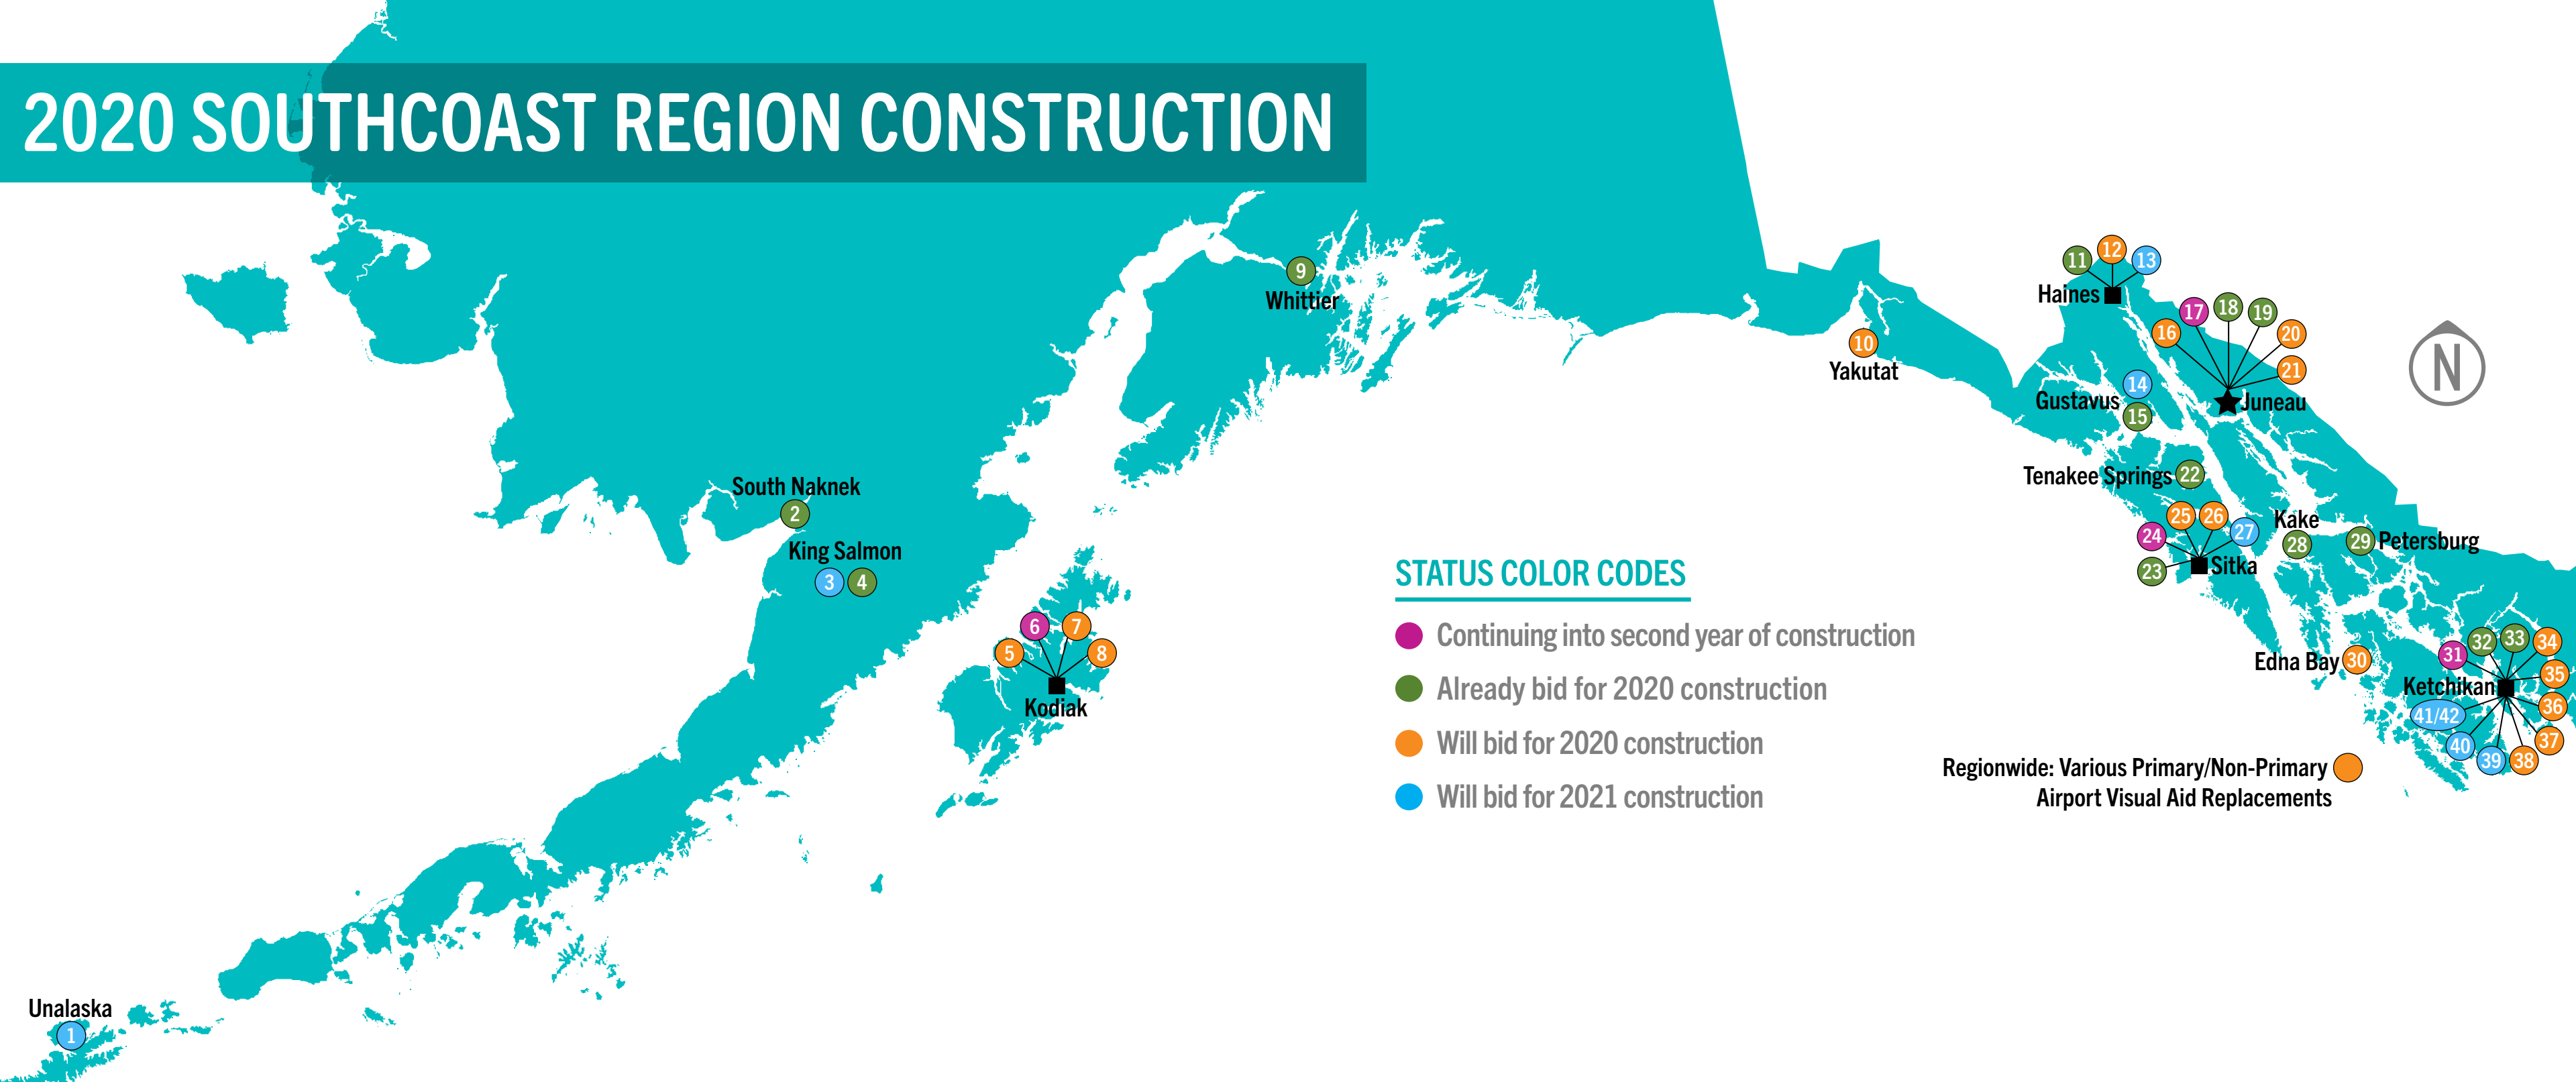 2020 SOUTHCOAST REGION CONSTRUCTION
9
Whittier
10
Yakutat
11
12
13
Haines
16
17
18
19
20
21
Juneau
N
14
Gustavus
15
Tenakee Springs 22
South Naknek
2
King Salmon
3 4
25 26
24
27
23
Sitka
Kake
28
29 Petersburg
STATUS COLOR CODES
Continuing into second year of construction
Already bid for 2020 construction
Will bid for 2020 construction
Will bid for 2021 construction
6
7
5
8
Kodiak
Edna Bay 30
31
32
33
34
35
Ketchikan
36
41/42
37
40
39
38
Regionwide: Various Primary/Non-Primary
Airport Visual Aid Replacements
Unalaska
1